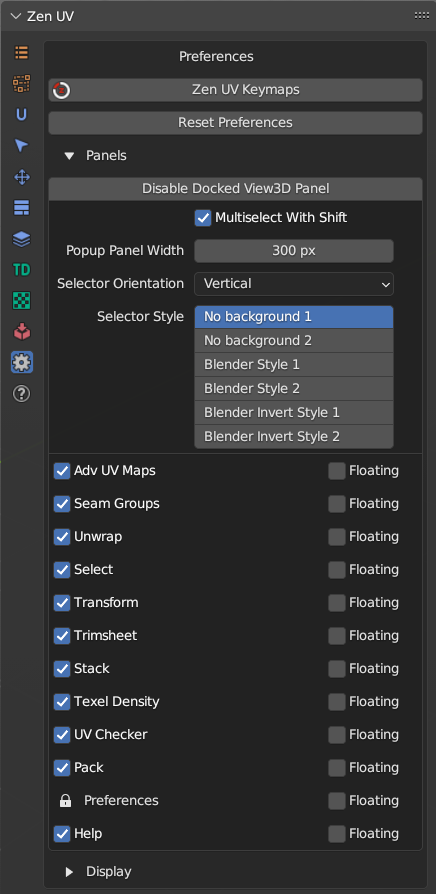 Zen UV
Preferences
Zen UV Keymaps
Reset Preferences
Panels
Disable Docked View3D Panel
Multiselect With Shift
Popup Panel Width 300 px
Selector Orientation Vertical
Selector Style No background 1
No background 2
Blender Style 1
Blender Style 2
Blender Invert Style 1
Blender Invert Style 2
Adv UV Maps Floating
Seam Groups Floating
Unwrap Floating
Select Floating
Transform Floating
Trimsheet Floating
Stack Floating
TD
Texel Density Floating
UV Checker Floating
Pack Floating
Preferences Floating
Help Floating
Display